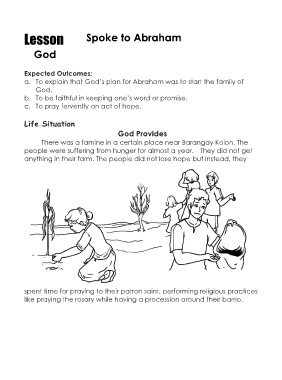 Lesson
Spoke to Abraham
God
Expected Outcomes:
a. To explain that God's plan for Abraham was to start the family of
God.
b. To be faithful in keeping one's word or promise.
c. To pray fervently an act of hope.
Life Situation
God Provides
There was a famine in a certain place near Barangay Kolon. The
people were suffering from hunger for almost a year. They did not get
anything in their farm. The people did not lose hope but instead, they
spent time for praying to their patron saint, performing religious practices
like praying the rosary while having a procession around their barrio.